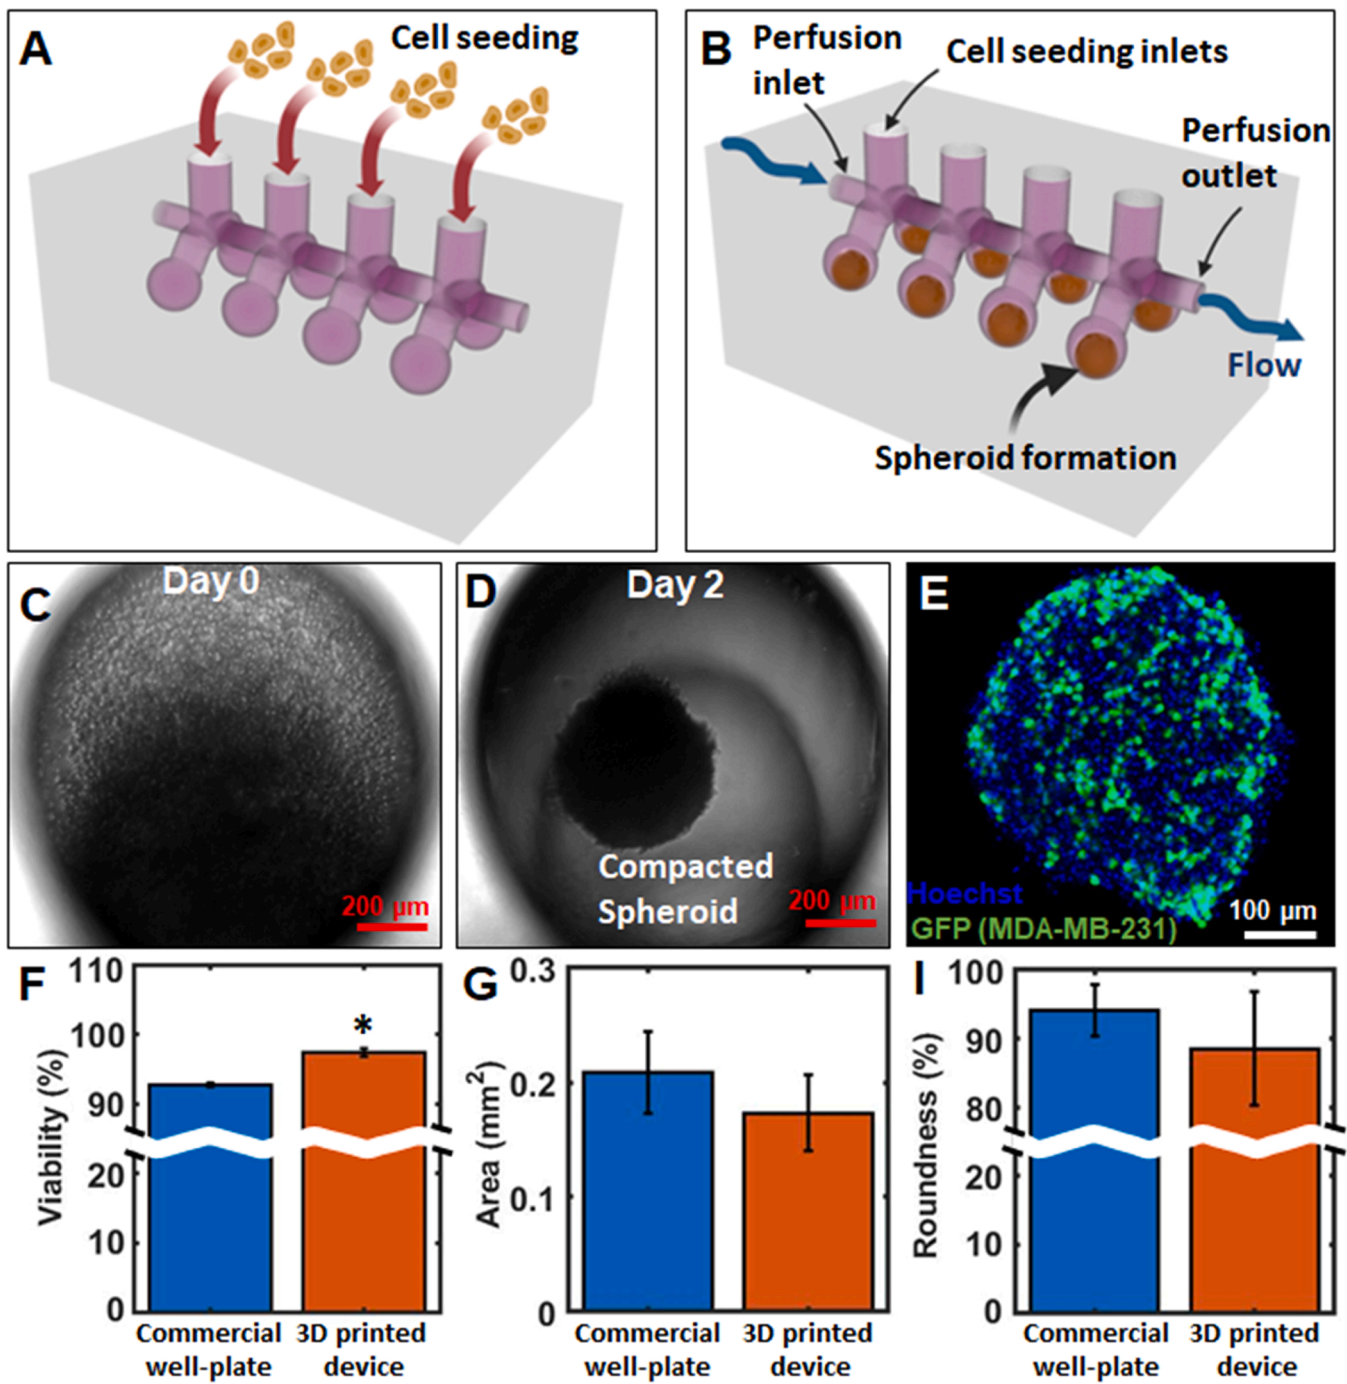 A
Cell seeding
B
Perfusion
inlet
Cell seeding inlets
Perfusion
outlet
Flow
Spheroid formation
C
Day 0
200 µm
D
Day 2
Compacted
Spheroid
200 µm
E
Hoechst
GFP (MDA-MB-231)
100 µm
F
Viability (%)
110
100
90
20
10
0
Commercial
well-plate
3D printed
device
*
G
Area (mm²)
0.3
0.2
0.1
0
Commercial
well-plate
3D printed
device
I
Roundness (%)
100
90
80
20
10
0
Commercial
well-plate
3D printed
device